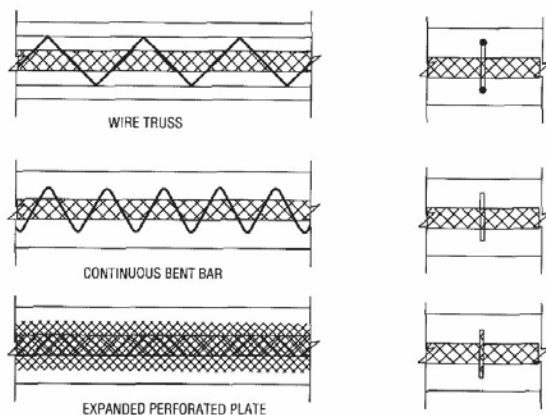 WIRE TRUSS
CONTINUOUS BENT BAR
EXPANDED PERFORATED PLATE